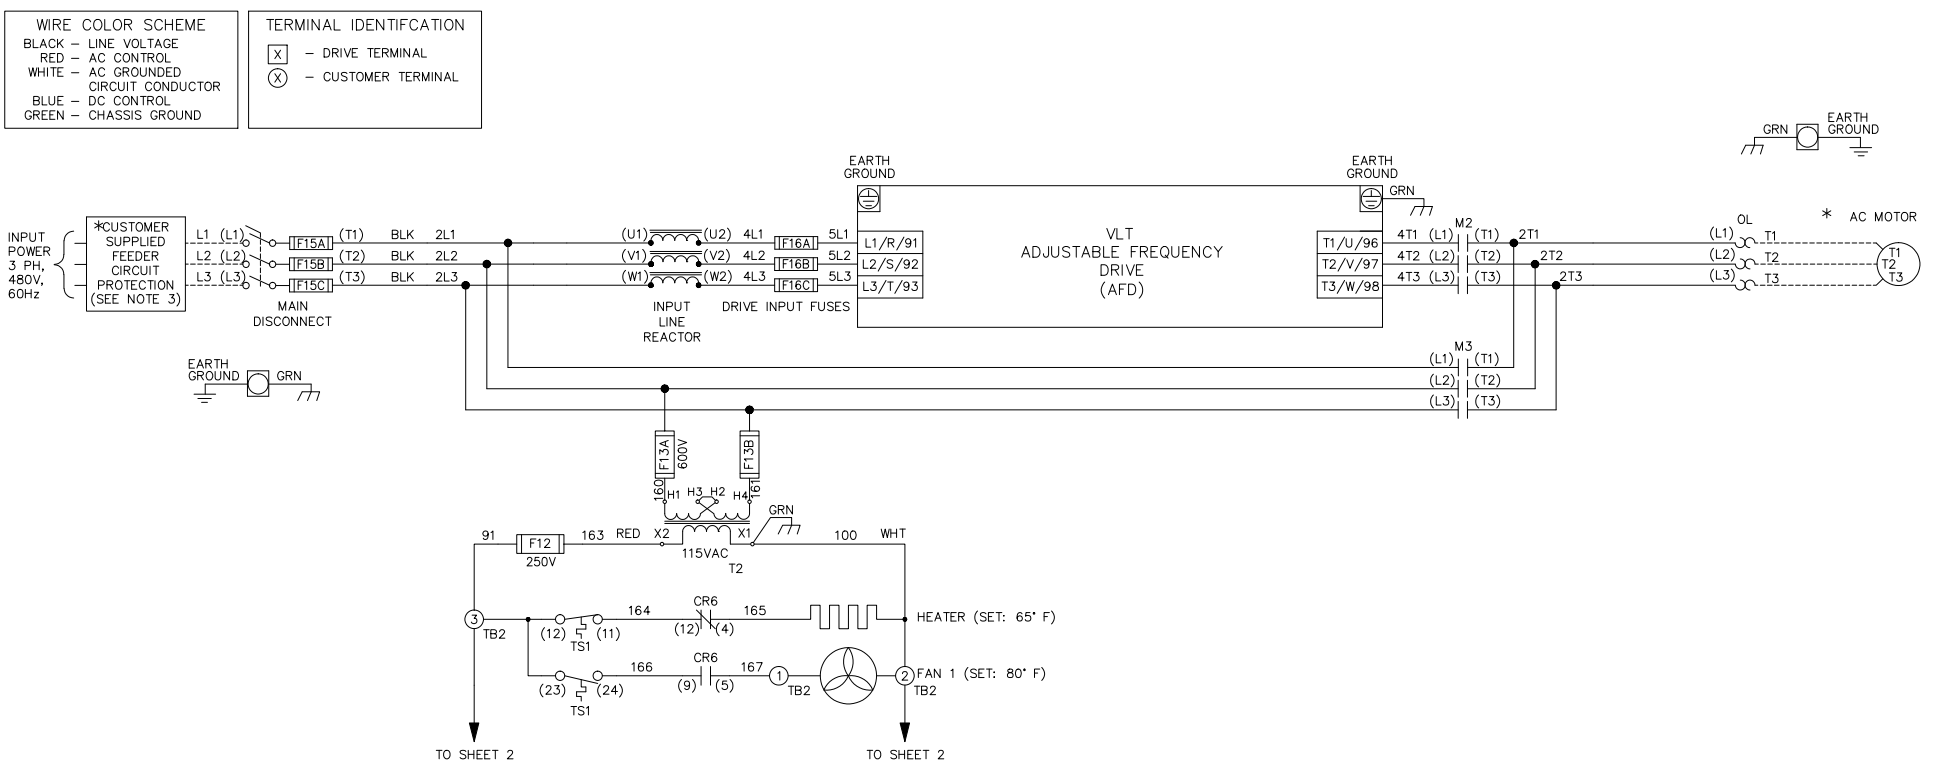 WIRE COLOR SCHEME
BLACK – LINE VOLTAGE
RED – AC CONTROL
WHITE – AC GROUNDED
CIRCUIT CONDUCTOR
BLUE – DC CONTROL
GREEN – CHASSIS GROUND
TERMINAL IDENTIFCATION
X – DRIVE TERMINAL
X – CUSTOMER TERMINAL
INPUT
POWER
3 PH,
480V,
60Hz
*CUSTOMER
SUPPLIED
FEEDER
CIRCUIT
PROTECTION
(SEE NOTE 3)
L1 (L1) F15A (T1) BLK 2L1
L2 (L2) F15B (T2) BLK 2L2
L3 (L3) F15C (T3) BLK 2L3
MAIN
DISCONNECT
(U1) (U2) 4L1 F16A 5L1
(V1) (V2) 4L2 F16B 5L2
(W1) (W2) 4L3 F16C 5L3
INPUT
LINE
REACTOR
DRIVE INPUT FUSES
EARTH
GROUND
L1/R/91
L2/S/92
L3/T/93
VLT
ADJUSTABLE FREQUENCY
DRIVE
(AFD)
EARTH
GROUND
GRN
T1/U/96
T2/V/97
T3/W/98
M2
4T1 (L1) (T1) 2T1
4T2 (L2) (T2) 2T2
4T3 (L3) (T3) 2T3
M3
(L1) (T1)
(L2) (T2)
(L3) (T3)
GRN
EARTH
GROUND
OL
(L1) T1
(L2) T2
(L3) T3
* AC MOTOR
T1
T2
T3
EARTH
GROUND
GRN
F13A
600V
F13B
160
161
H1 H3 H2 H4
GRN
91 F12 163 RED X2 X1 100 WHT
250V
115VAC
T2
3
TB2
(12) (11)
TS1
164
CR6
(12) (4)
165
HEATER (SET: 65° F)
(23) (24)
TS1
166
CR6
(9) (5)
167
1
TB2
2
TB2
FAN 1 (SET: 80° F)
TO SHEET 2
TO SHEET 2